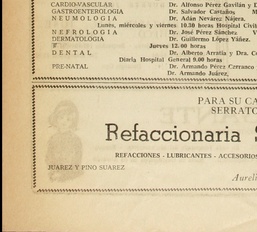 CARDIO-VASCULAR Dr. Alfonso Pérez Gavilán y
GASTROENTEROLOGIA Dr. Salvador Castaños
NEUMOLOGIA Dr. Adán Nevárez Nájera.
Lunes, miércoles y viernes 10.30 horas Hospital Civil
NEFROLOGIA Dr. José Pérez Sánchez V
DERMATOLOGIA Dr. Guillermo López Yáñez.
Jueves 12.00 horas
DENTAL Dr. Alberto Arratia y Dra. C
Hospital General 9.00 horas
PRE-NATAL Dr. Armando Pérez Carranco
Dr. Armando Juárez,
PARA SU CA
SERRATO
Refaccionaria S
REFACCIONES - LUBRICANTES - ACCESORIO
JUAREZ Y PINO SUAREZ
Aureli